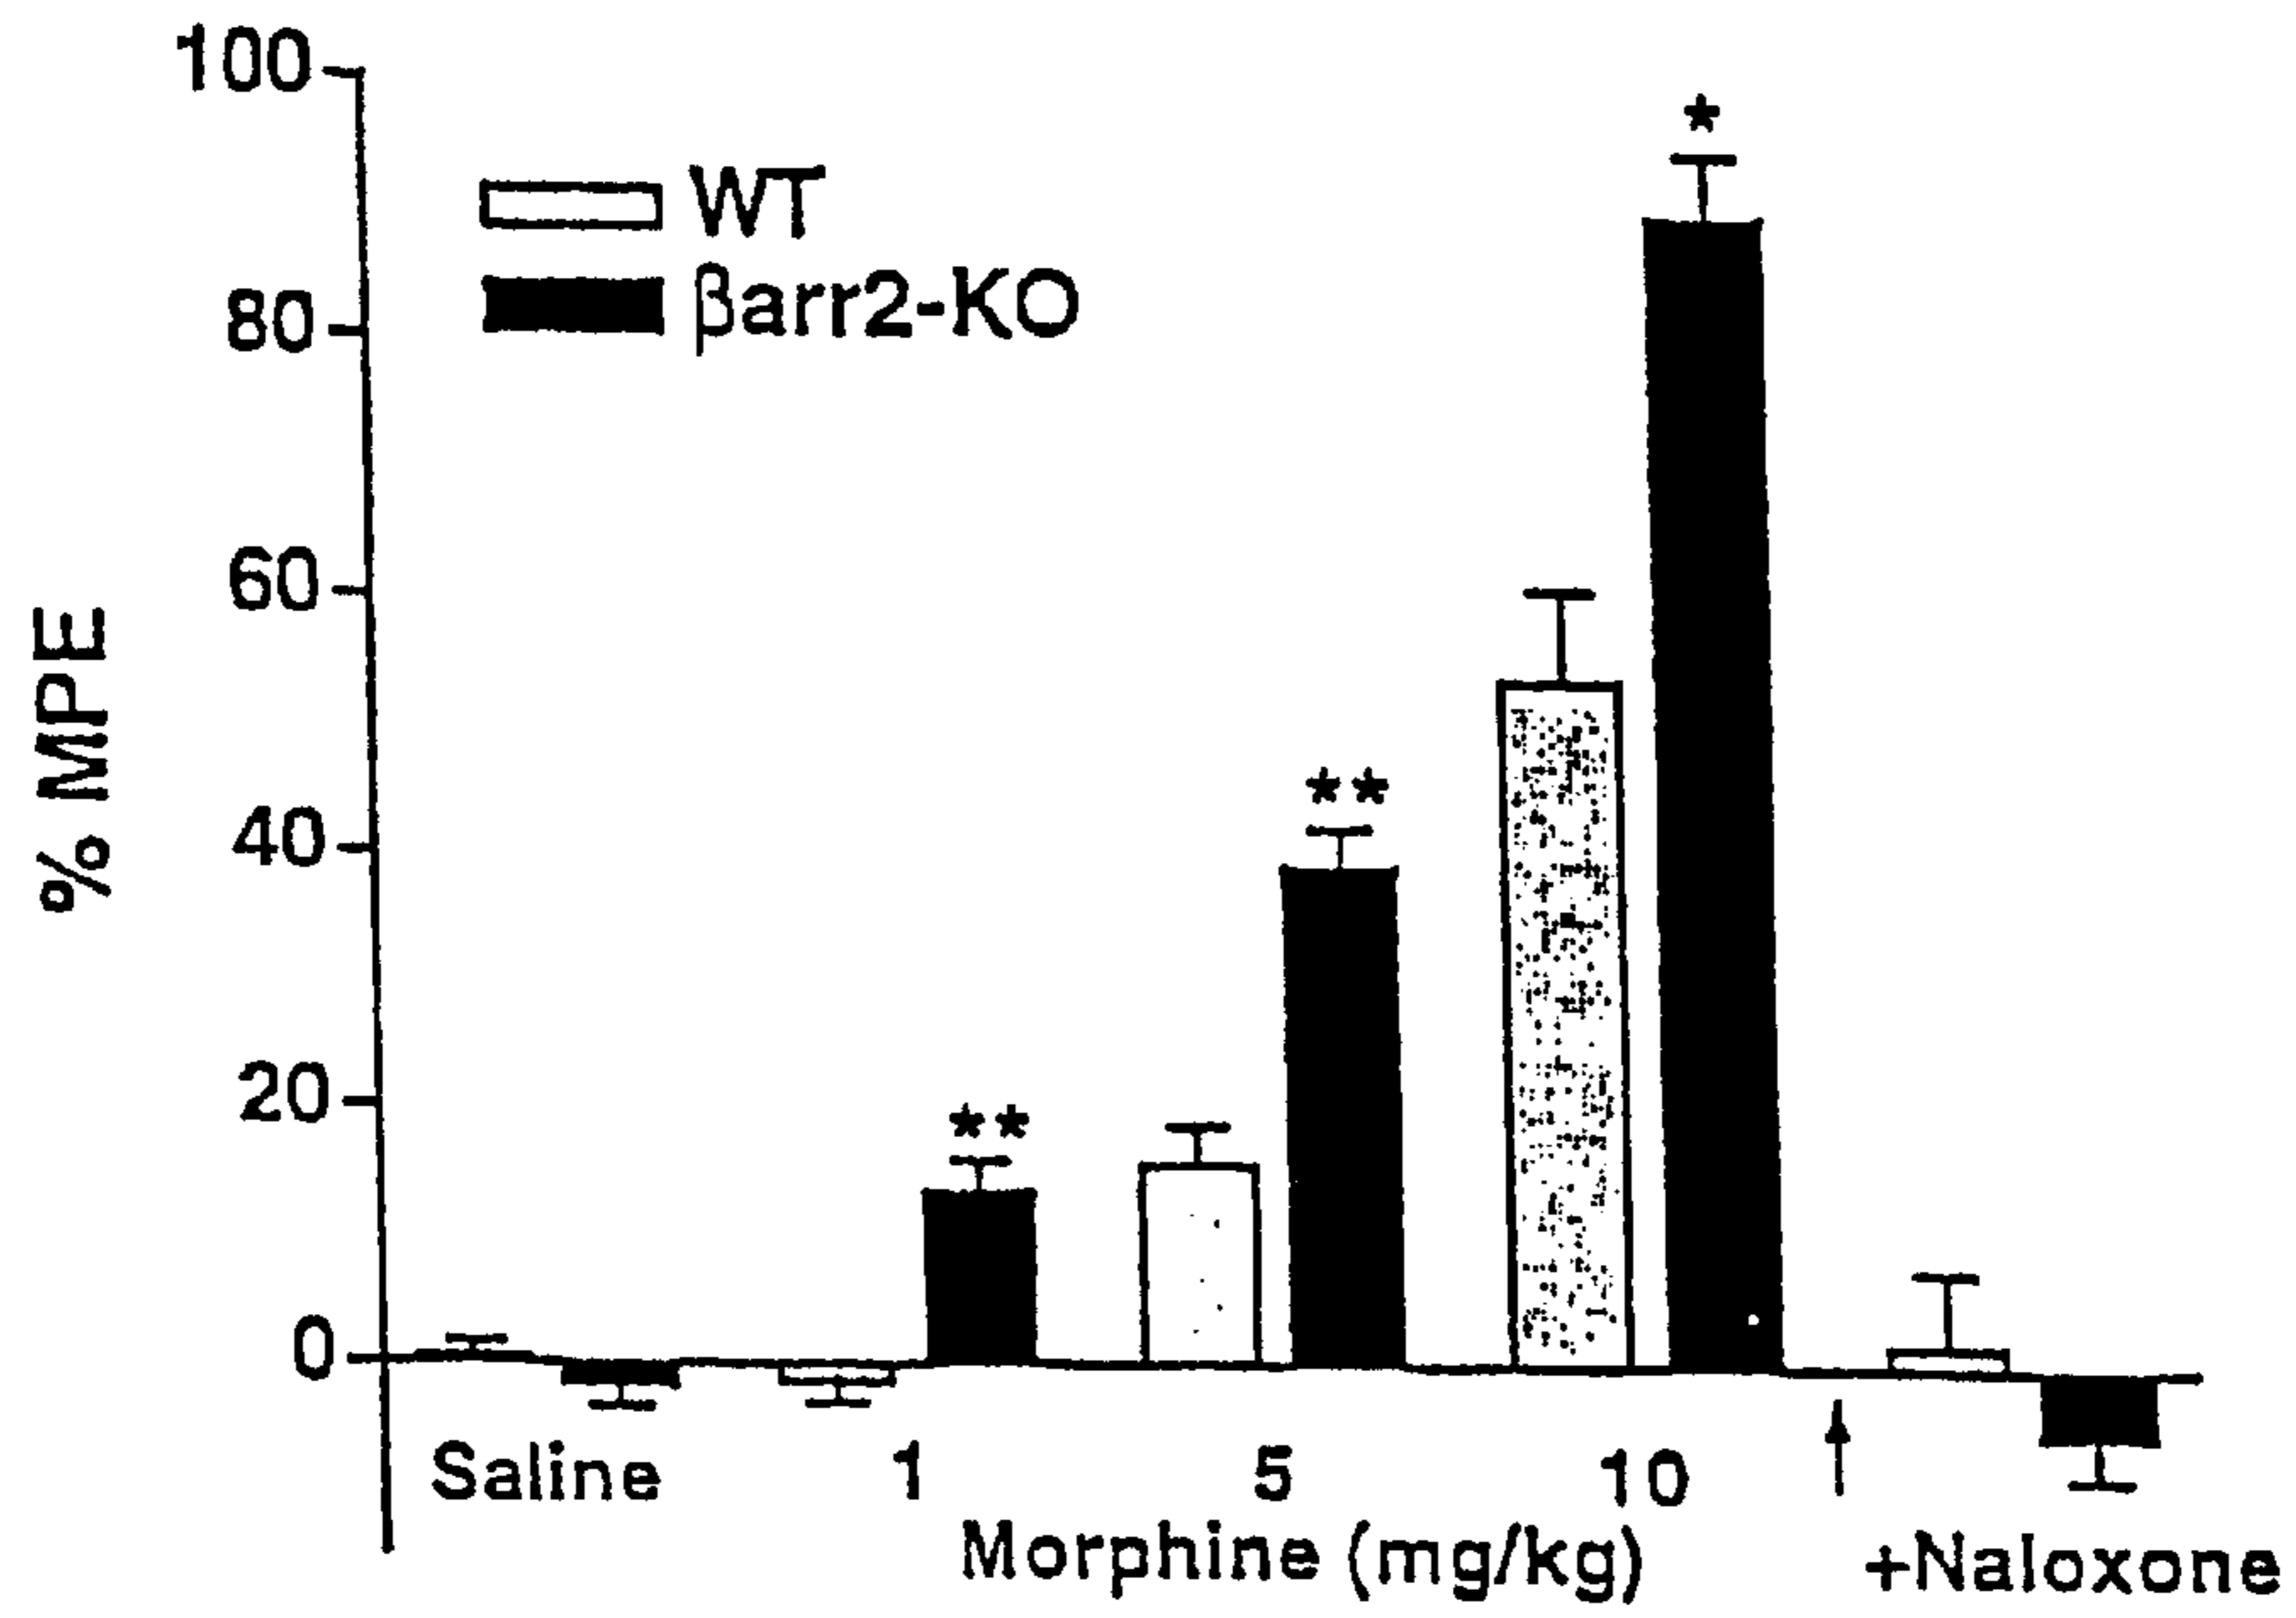 100
WT
βarr2-KO
80
60
% MPE
40
**
20
**
*
0
Saline
1
5
10
Morphine (mg/kg)
+Naloxone